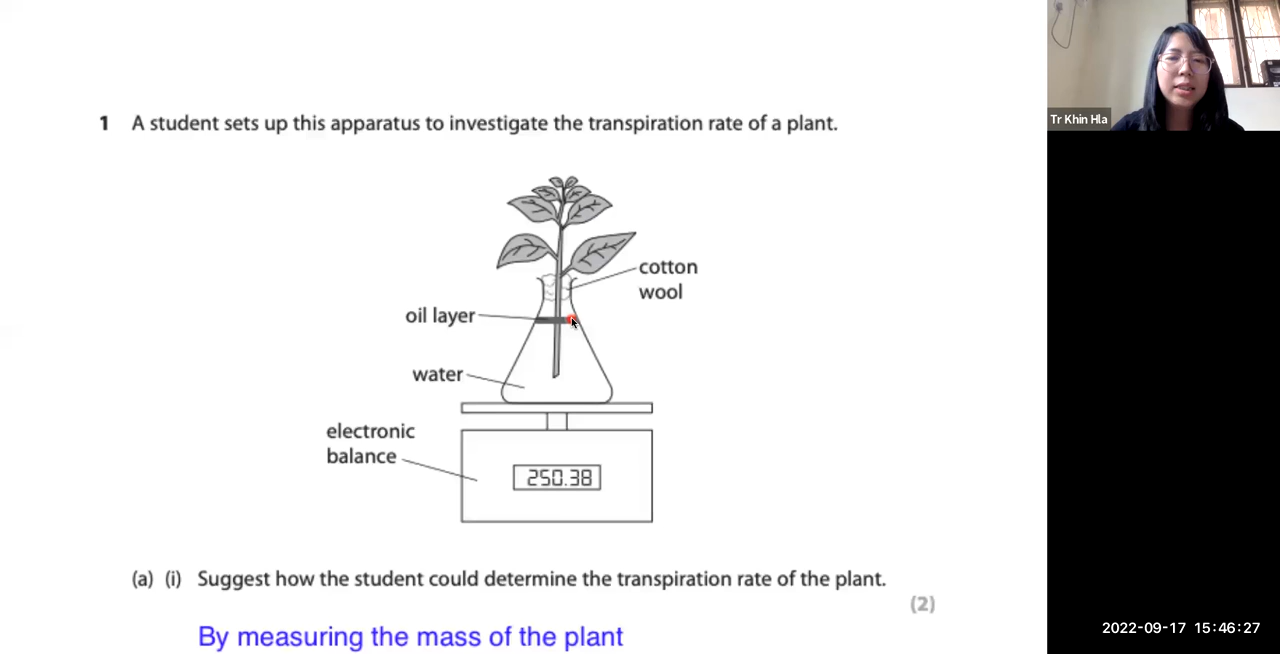 1 A student sets up this apparatus to investigate the transpiration rate of a plant.
cotton
wool
oil layer
water
electronic
balance
250.38
(a) (i) Suggest how the student could determine the transpiration rate of the plant.
(2)
By measuring the mass of the plant
Tr Khin Hla
2022-09-17 15:46:27